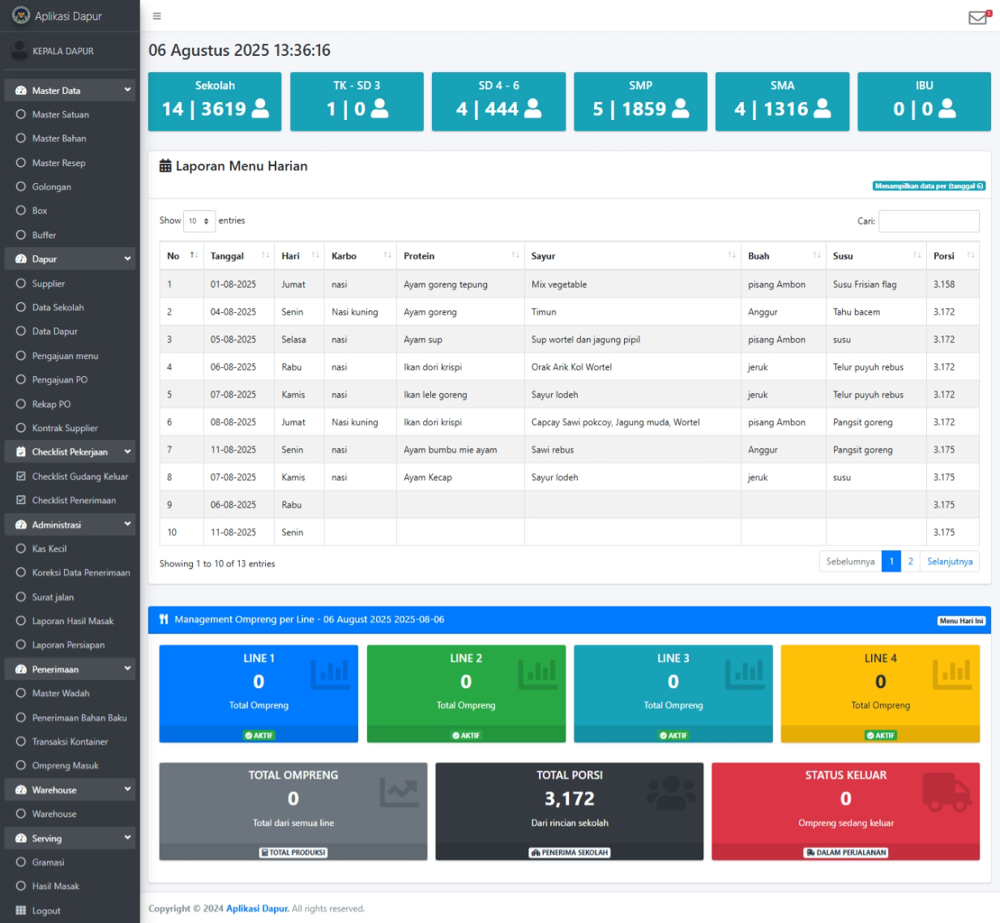 Aplikasi Dapur
KEPALA DAPUR
Master Data
Master Satuan
Master Bahan
Master Resep
Golongan
Box
Buffer
Dapur
Supplier
Data Sekolah
Data Dapur
Pengajuan menu
Pengajuan PO
Rekap PO
Kontrak Supplier
Checklist Pekerjaan
Checklist Gudang Keluar
Checklist Penerimaan
Administrasi
Kas Kecil
Koreksi Data Penerimaan
Surat jalan
Laporan Hasil Masak
Laporan Persiapan
Penerimaan
Master Wadah
Penerimaan Bahan Baku
Transaksi Kontainer
Ompreng Masuk
Warehouse
Warehouse
Serving
Gramasi
Hasil Masak
Logout
06 Agustus 2025 13:36:16
Sekolah
14 | 3619
TK - SD 3
1 | 0
SD 4 - 6
4 | 444
SMP
5 | 1859
SMA
4 | 1316
IBU
0 | 0
Laporan Menu Harian
Menampilkan data per (tanggal 6)
Show 10 entries
Cari:
No Tanggal Hari Karbo Protein Sayur Buah Susu Porsi
1 01-08-2025 Jumat nasi Ayam goreng tepung Mix vegetable pisang Ambon Susu Frisian flag 3.158
2 04-08-2025 Senin Nasi kuning Ayam goreng Timun Anggur Tahu bacem 3.172
3 05-08-2025 Selasa nasi Ayam sup Sup wortel dan jagung pipil pisang Ambon susu 3.172
4 06-08-2025 Rabu nasi Ikan dori krispi Orak Arik Kol Wortel jeruk Telur puyuh rebus 3.172
5 07-08-2025 Kamis nasi Ikan lele goreng Sayur lodeh jeruk Telur puyuh rebus 3.172
6 08-08-2025 Jumat Nasi kuning Ikan dori krispi Capcay Sawi pokcoy, Jagung muda, Wortel pisang Ambon Pangsit goreng 3.172
7 11-08-2025 Senin nasi Ayam bumbu mie ayam Sawi rebus Anggur Pangsit goreng 3.175
8 07-08-2025 Kamis nasi Ayam Kecap Sayur lodeh jeruk susu 3.175
9 06-08-2025 Rabu 3.175
10 11-08-2025 Senin 3.175
Showing 1 to 10 of 13 entries
Sebelumnya 1 2 Selanjutnya
Management Ompreng per Line - 06 August 2025 2025-08-06
Menu Hari Ini
LINE 1
0
Total Ompreng
AKTIF
LINE 2
0
Total Ompreng
AKTIF
LINE 3
0
Total Ompreng
AKTIF
LINE 4
0
Total Ompreng
AKTIF
TOTAL OMPRENG
0
Total dari semua line
TOTAL PRODUKSI
TOTAL PORSI
3,172
Dari rincian sekolah
PENERIMA SEKOLAH
STATUS KELUAR
0
Ompreng sedang keluar
DALAM PERJALANAN
Copyright © 2024 Aplikasi Dapur. All rights reserved.